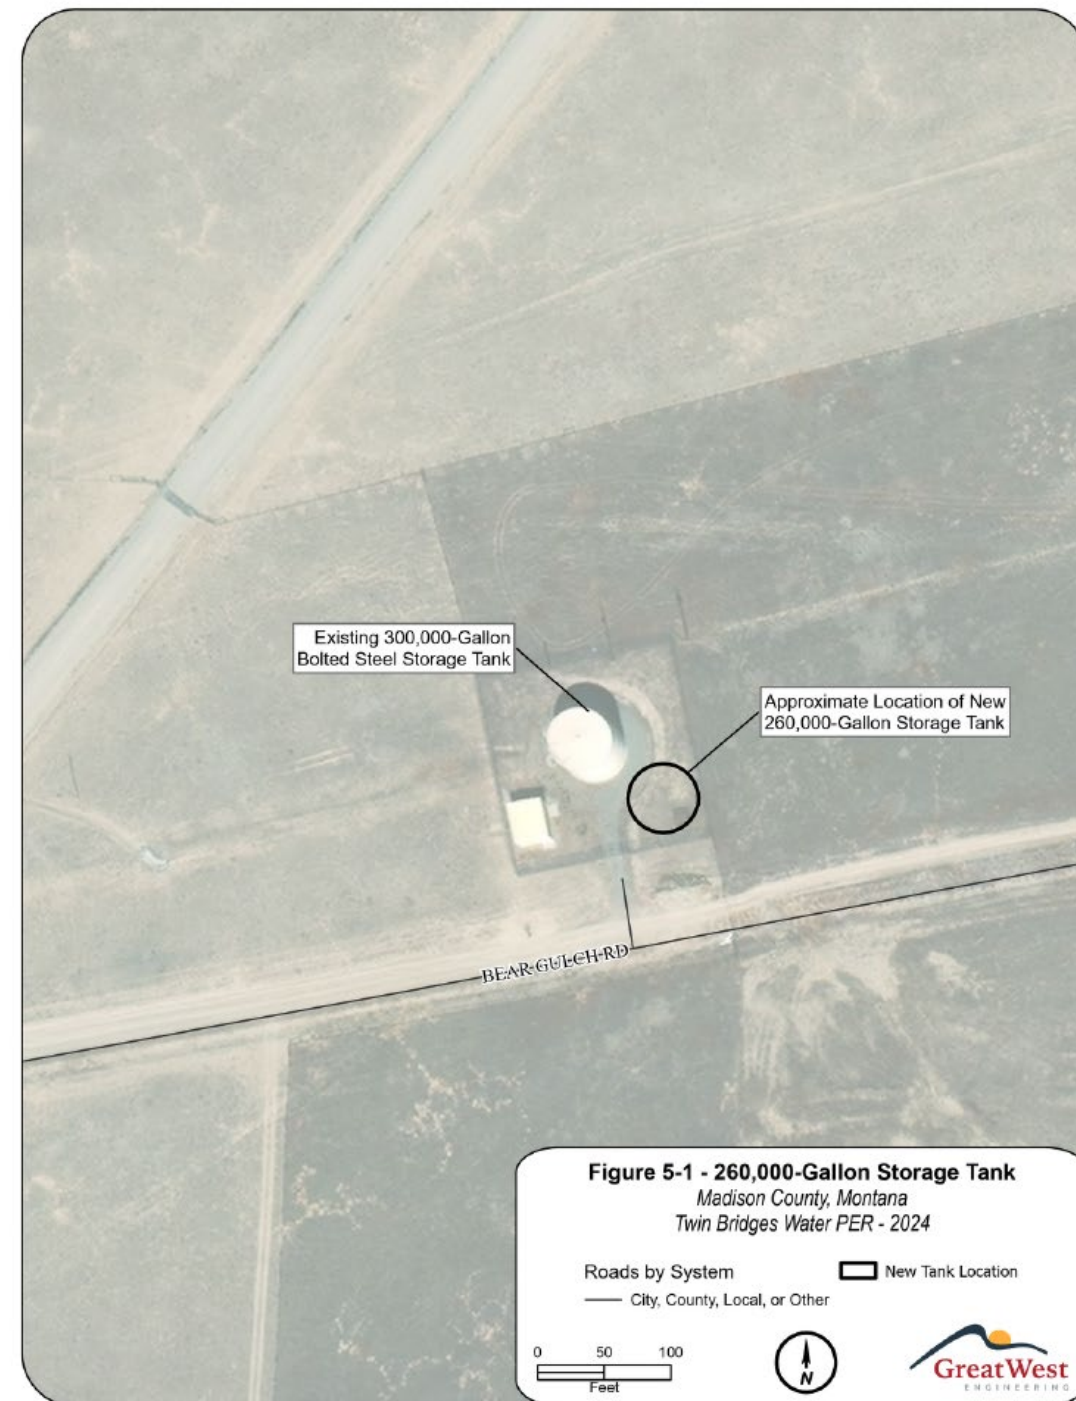 Existing 300,000-Gallon
Bolted Steel Storage Tank
Approximate Location of New
260,000-Gallon Storage Tank
BEAR GULCH RD
Figure 5-1 - 260,000-Gallon Storage Tank
Madison County, Montana
Twin Bridges Water PER - 2024
Roads by System
New Tank Location
City, County, Local, or Other
0 50 100
Feet
N
GreatWest
ENGINEERING